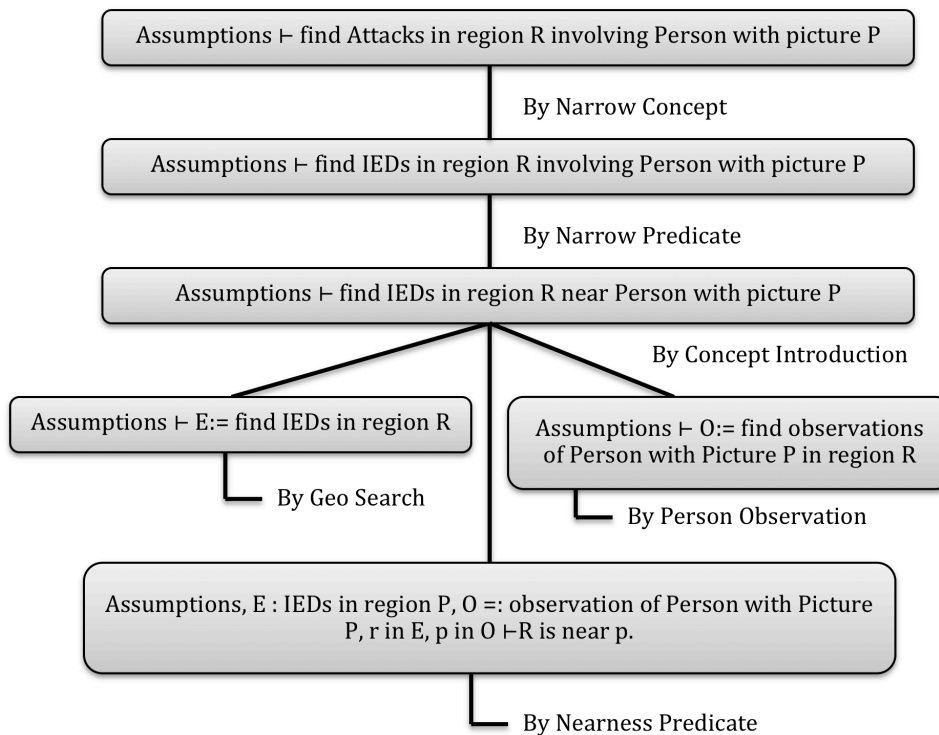 Assumptions ⊢ find Attacks in region R involving Person with picture P
By Narrow Concept
Assumptions ⊢ find IEDs in region R involving Person with picture P
By Narrow Predicate
Assumptions ⊢ find IEDs in region R near Person with picture P
By Concept Introduction
Assumptions ⊢ E:= find IEDs in region R
Assumptions ⊢ O:= find observations
of Person with Picture P in region R
By Geo Search
By Person Observation
Assumptions, E : IEDs in region P, O =: observation of Person with Picture
P, r in E, p in O ⊢R is near p.
By Nearness Predicate